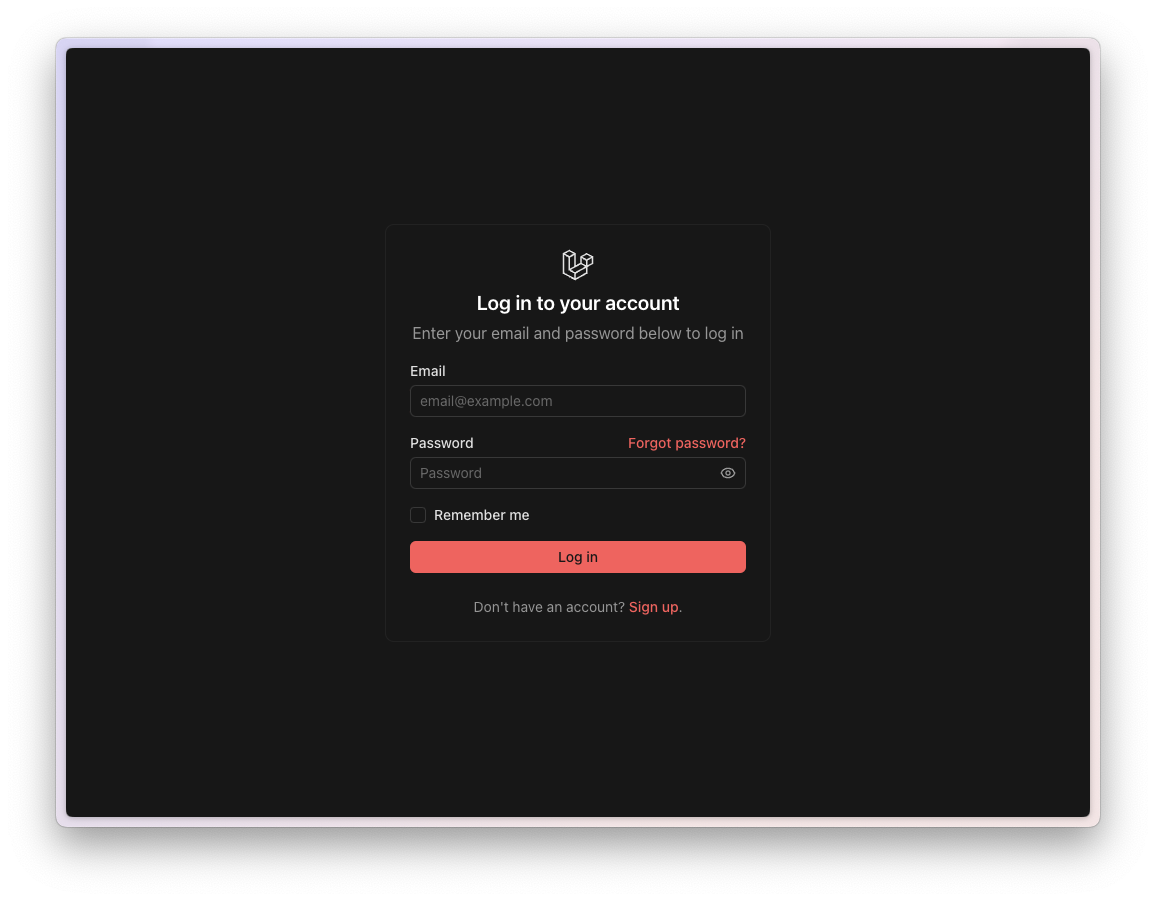 Log in to your account
Enter your email and password below to log in
Email
email@example.com
Password Forgot password?
Password
Remember me
Log in
Don't have an account? Sign up.